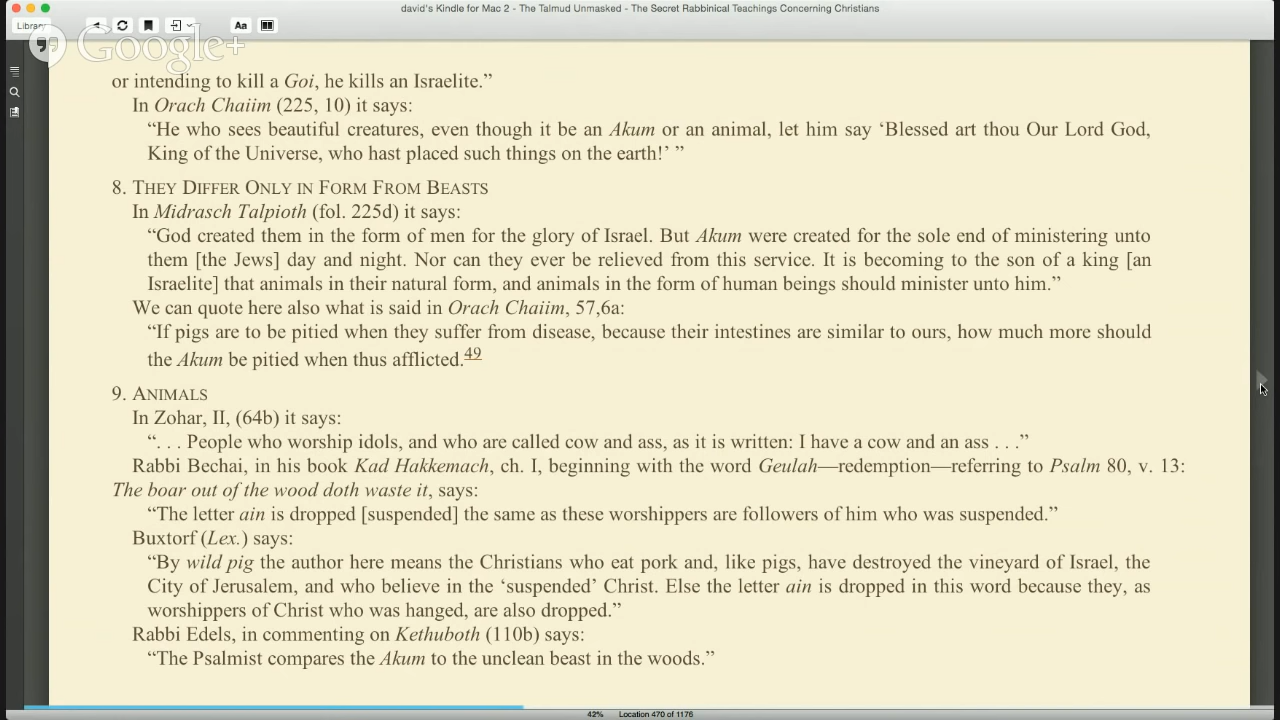 david's Kindle for Mac 2 - The Talmud Unmasked - The Secret Rabbinical Teachings Concerning Christians
Library
Aa
Google+
or intending to kill a Goi, he kills an Israelite.”
In Orach Chaiim (225, 10) it says:
“He who sees beautiful creatures, even though it be an Akum or an animal, let him say ‘Blessed art thou Our Lord God,
King of the Universe, who hast placed such things on the earth!’ ”
8. THEY DIFFER ONLY IN FORM FROM BEASTS
In Midrasch Talpioth (fol. 225d) it says:
“God created them in the form of men for the glory of Israel. But Akum were created for the sole end of ministering unto
them [the Jews] day and night. Nor can they ever be relieved from this service. It is becoming to the son of a king [an
Israelite] that animals in their natural form, and animals in the form of human beings should minister unto him.”
We can quote here also what is said in Orach Chaiim, 57,6a:
“If pigs are to be pitied when they suffer from disease, because their intestines are similar to ours, how much more should
the Akum be pitied when thus afflicted.49
9. ANIMALS
In Zohar, II, (64b) it says:
“. . . People who worship idols, and who are called cow and ass, as it is written: I have a cow and an ass . . .”
Rabbi Bechai, in his book Kad Hakkemach, ch. I, beginning with the word Geulah—redemption—referring to Psalm 80, v. 13:
The boar out of the wood doth waste it, says:
“The letter ain is dropped [suspended] the same as these worshippers are followers of him who was suspended.”
Buxtorf (Lex.) says:
“By wild pig the author here means the Christians who eat pork and, like pigs, have destroyed the vineyard of Israel, the
City of Jerusalem, and who believe in the ‘suspended’ Christ. Else the letter ain is dropped in this word because they, as
worshippers of Christ who was hanged, are also dropped.”
Rabbi Edels, in commenting on Kethuboth (110b) says:
“The Psalmist compares the Akum to the unclean beast in the woods.”
42% Location 470 of 1176